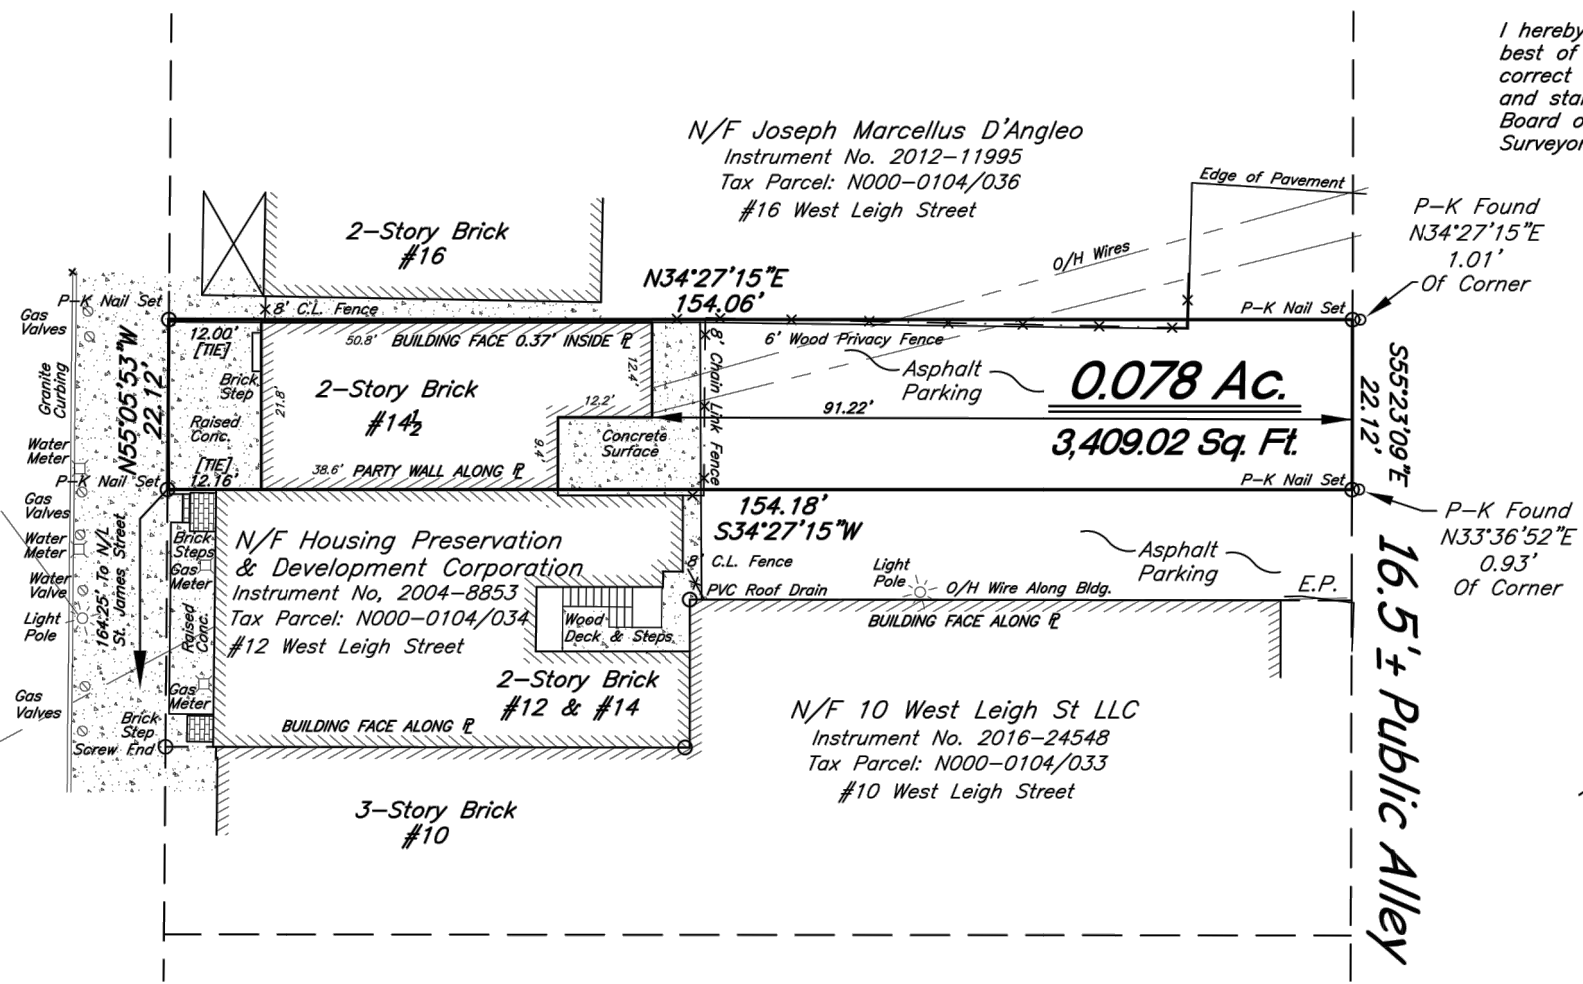 I hereby
best of
correct
and sta
Board o
Surveyor
N/F Joseph Marcellus D'Angleo
Instrument No. 2012-11995
Tax Parcel: N000-0104/036
#16 West Leigh Street
Edge of Pavement
P-K Found
N34°27'15"E
1.01'
Of Corner
2-Story Brick
#16
O/H Wires
N34°27'15"E
154.06'
P-K Nail Set
Gas
Valves
8' C.L. Fence
P-K Nail Set
12.00'
[TIE]
50.8'
BUILDING FACE 0.37' INSIDE PL
6' Wood Privacy Fence
Granite
Curbing
N55°05'53"W
22.12'
Brick
Step
21.8'
2-Story Brick
#14½
12.4'
8' Chain Link Fence
Asphalt
Parking
0.078 Ac.
S55°23'09"E
22.12'
12.2'
91.22'
Raised
Conc.
Concrete
Surface
9.4'
3,409.02 Sq. Ft.
Water
Meter
[TIE]
12.16'
38.6'
PARTY WALL ALONG PL
P-K Nail Set
P-K Nail Set
Gas
Valves
154.18'
S34°27'15"W
P-K Found
N33°36'52"E
0.93'
Of Corner
Water
Meter
164.25' To N/L
St. James Street
Brick
Steps
N/F Housing Preservation
& Development Corporation
Instrument No, 2004-8853
Tax Parcel: N000-0104/034
#12 West Leigh Street
8' C.L. Fence
Light
Pole
Asphalt
Parking
Gas
Meter
Water
Valve
PVC Roof Drain
O/H Wire Along Bldg.
E.P.
Light
Pole
Raised
Conc.
Wood
Deck & Steps
BUILDING FACE ALONG PL
16.5'± Public Alley
Gas
Valves
Gas
Meter
2-Story Brick
#12 & #14
Brick
Step
BUILDING FACE ALONG PL
Screw End
N/F 10 West Leigh St LLC
Instrument No. 2016-24548
Tax Parcel: N000-0104/033
#10 West Leigh Street
3-Story Brick
#10